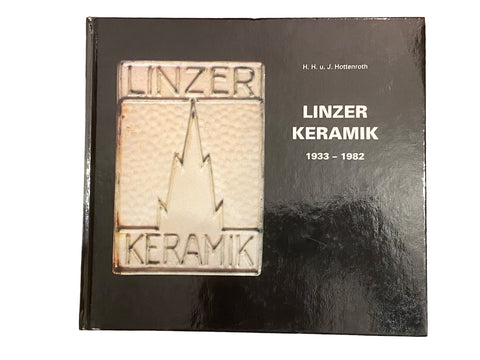 LINZER
KERAMIK
H. H. u. J. Hottenroth
LINZER
KERAMIK
1933 – 1982